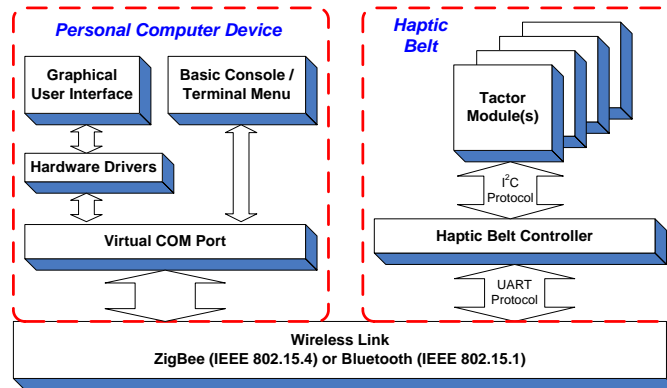 Personal Computer Device
Graphical
User Interface
Basic Console /
Terminal Menu
Hardware Drivers
Virtual COM Port
Haptic
Belt
Tactor
Module(s)
I²C
Protocol
Haptic Belt Controller
UART
Protocol
Wireless Link
ZigBee (IEEE 802.15.4) or Bluetooth (IEEE 802.15.1)